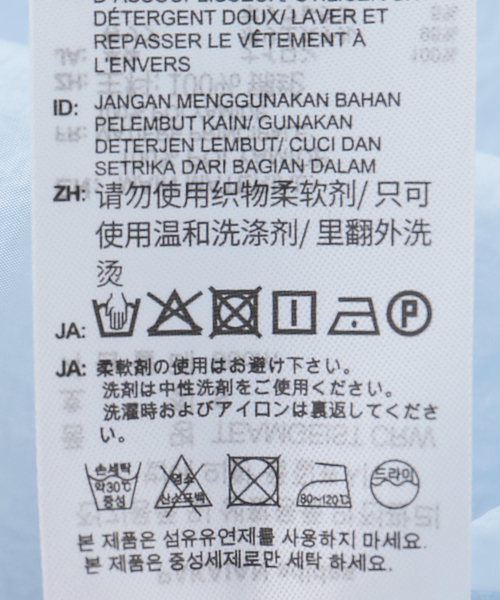 DÉTERGENT DOUX/ LAVER ET
REPASSER LE VÊTEMENT À
L'ENVERS
ID: JANGAN MENGGUNAKAN BAHAN
PELEMBUT KAIN/ GUNAKAN
DETERJEN LEMBUT/ CUCI DAN
SETRIKA DARI BAGIAN DALAM
ZH: 请勿使用织物柔软剂/ 只可
使用温和洗涤剂/ 里翻外洗
烫
JA: P
JA: 柔軟剤の使用はお避け下さい。
洗剤は中性洗剤をご使用ください。
洗濯時およびアイロンは裏返してくださ
い。
손세탁 약30℃ 중성 염소 산소표백 80~120℃ 드라이
본 제품은 섬유유연제를 사용하지 마세요.
본 제품은 중성세제로만 세탁 하세요.